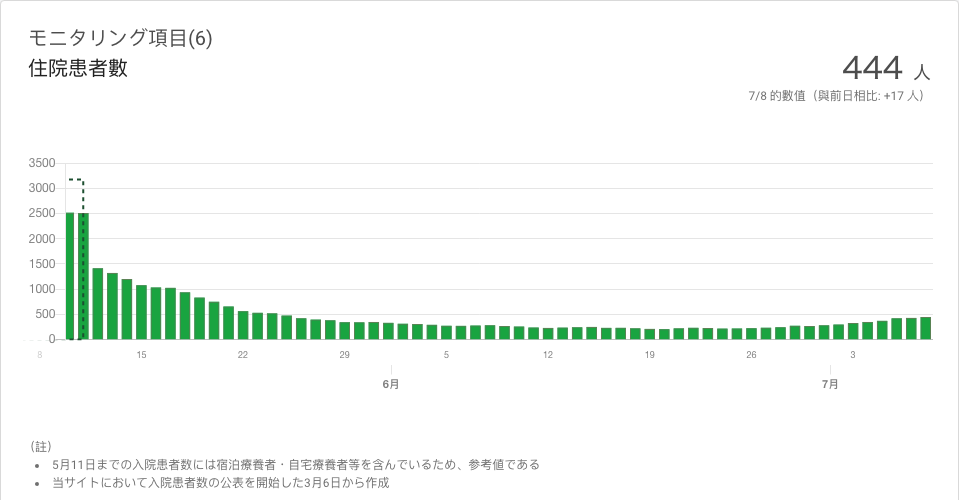 モニタリング項目(6)
住院患者數
444 人
7/8 的數值（與前日相比: +17 人）
3500
3000
2500
2000
1500
1000
500
0
8 15 22 29 5 12 19 26 3
6月 7月
（註）
• 5月11日までの入院患者数には宿泊療養者・自宅療養者等を含んでいるため、参考値である
• 当サイトにおいて入院患者数の公表を開始した3月6日から作成